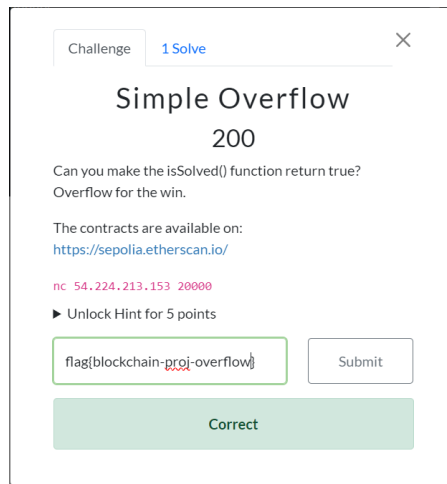 Challenge
1 Solve
Simple Overflow
200
Can you make the isSolved() function return true?
Overflow for the win.
The contracts are available on:
https://sepolia.etherscan.io/
nc 54.224.213.153 20000
Unlock Hint for 5 points
flag{blockchain-proj-overflow}
Submit
Correct